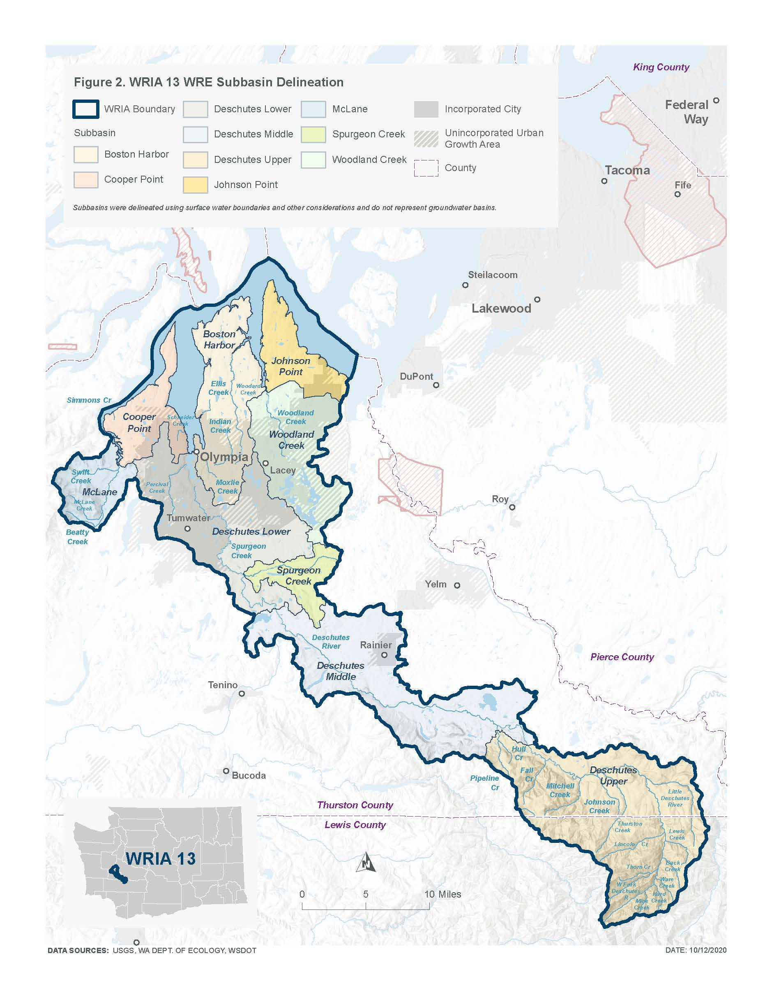 Figure 2. WRIA 13 WRE Subbasin Delineation
WRIA Boundary
Subbasin
Boston Harbor
Cooper Point
Deschutes Lower
Deschutes Middle
Deschutes Upper
Johnson Point
McLane
Spurgeon Creek
Woodland Creek
Incorporated City
Unincorporated Urban
Growth Area
County
Subbasins were delineated using surface water boundaries and other considerations and do not represent groundwater basins.
King County
Federal
Way
Tacoma
Fife
Steilacoom
Lakewood
DuPont
Boston
Harbor
Johnson
Point
Ellis
Creek
Woodard
Creek
Simmons Cr
Cooper
Point
Schneider
Creek
Indian
Creek
Woodland
Creek
Woodland
Creek
Olympia
Lacey
Swift
Creek
McLane
McLane
Creek
Percival
Creek
Moxlie
Creek
Roy
Tumwater
Deschutes Lower
Beatty
Creek
Spurgeon
Creek
Spurgeon
Creek
Yelm
Deschutes
River
Rainier
Deschutes
Middle
Pierce County
Tenino
Bucoda
Hull
Cr
Fall
Cr
Pipeline
Cr
Mitchell
Creek
Deschutes
Upper
Johnson
Creek
Little
Deschutes
River
Thurston County
Lewis County
Thurston
Creek
Lewis
Creek
Lincoln Cr
Thorn Cr
Buck
Creek
Ware
Creek
W Fork
Deschutes
R
Hard
Creek
Mine
Creek
WRIA 13
N
0 5 10 Miles
DATA SOURCES: USGS, WA DEPT. OF ECOLOGY, WSDOT
DATE: 10/12/2020